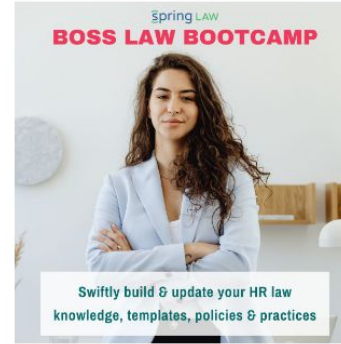 spring LAW
BOSS LAW BOOTCAMP
Swiftly build & update your HR law
knowledge, templates, policies & practices